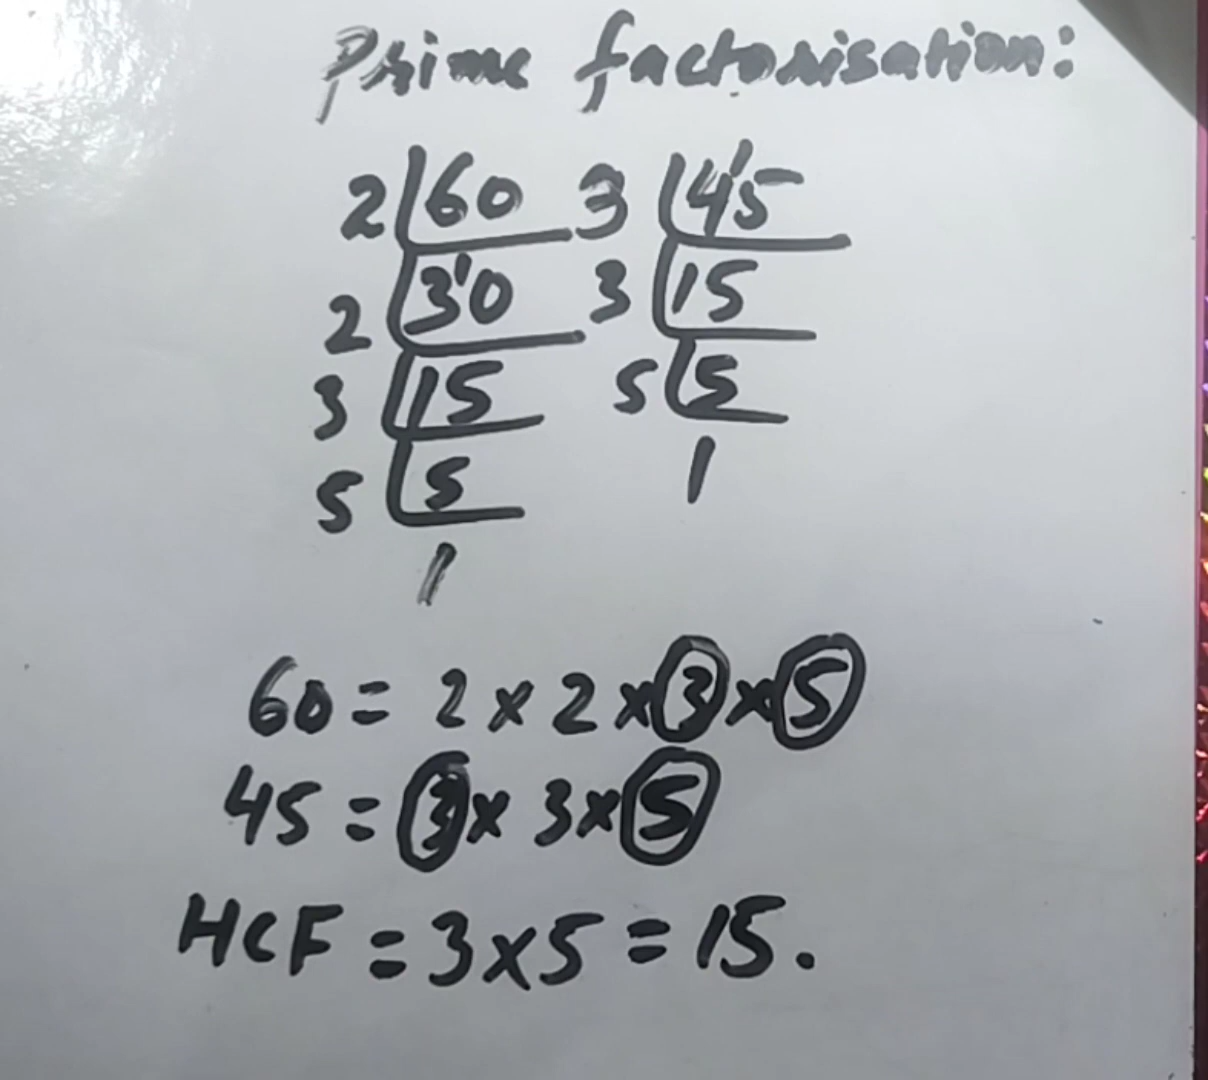 Prime factorisation:
2 60 3 45
2 30 3 15
3 15 5 5
5 5 1
1
60 = 2 x 2 x 3 x 5
45 = 3 x 3 x 5
HCF = 3 x 5 = 15.